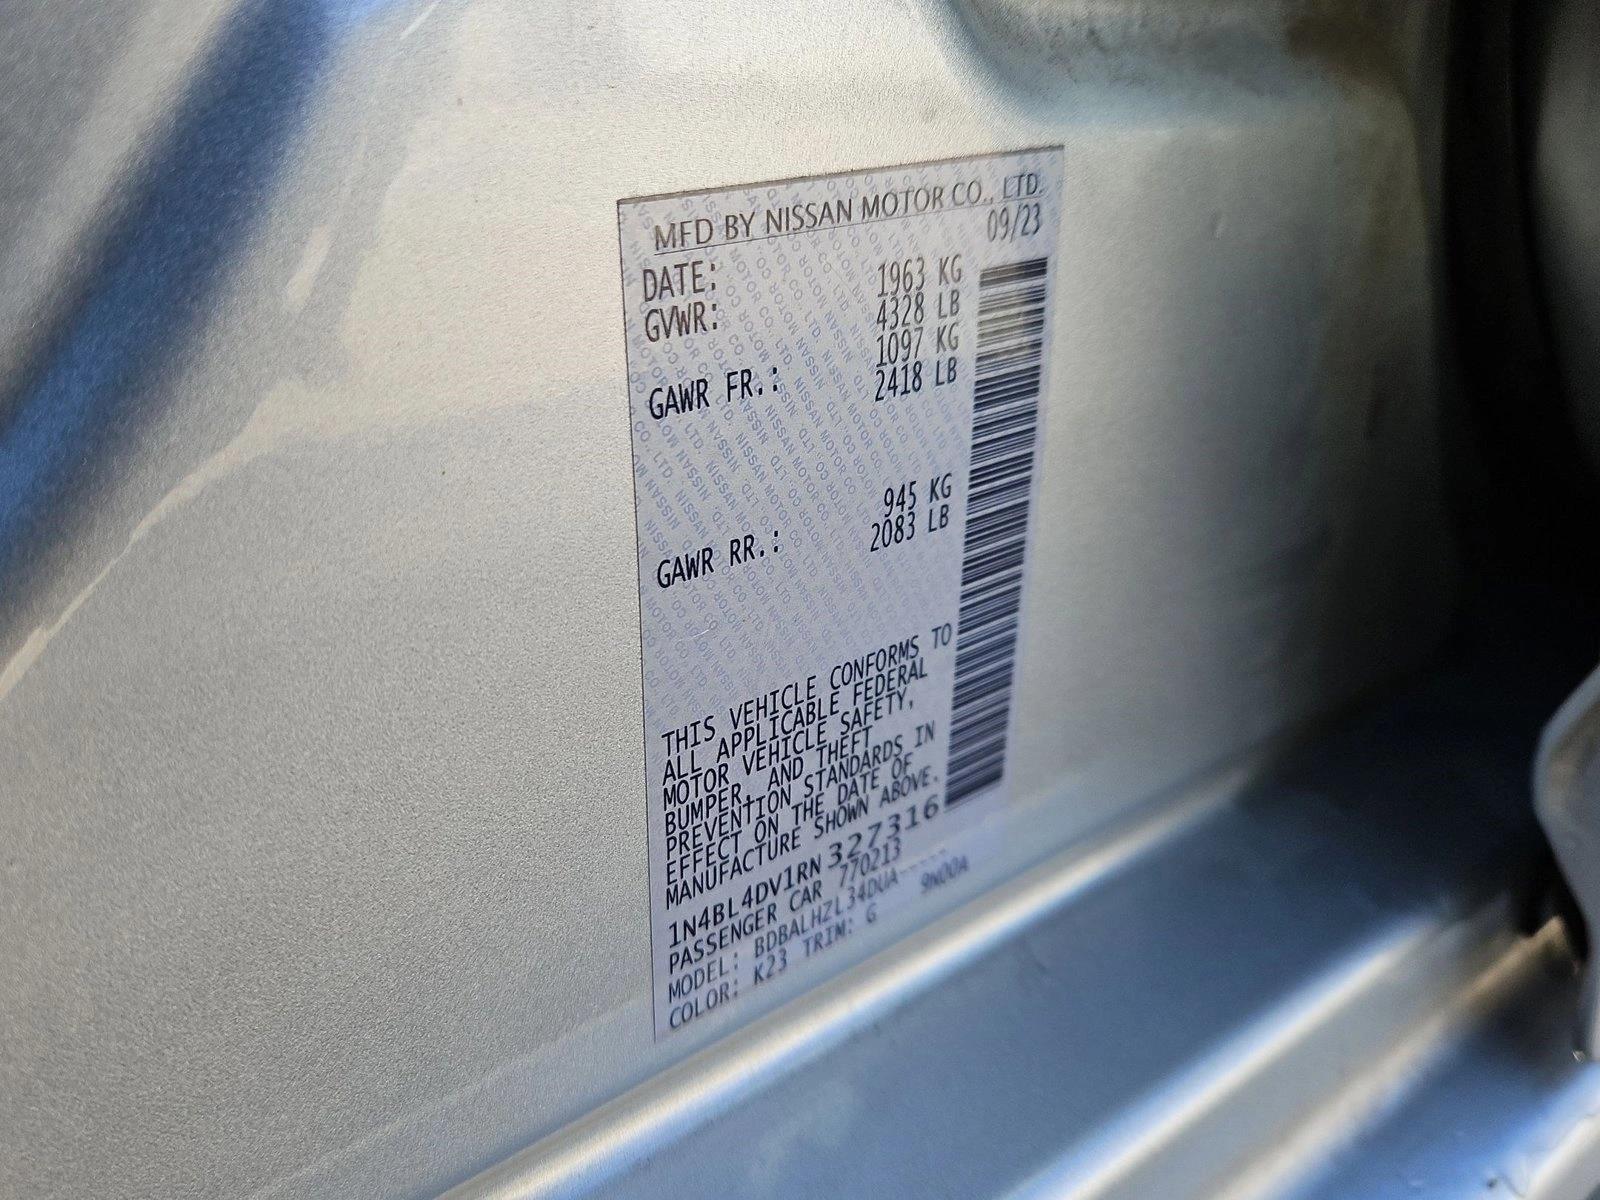 MFD BY NISSAN MOTOR CO., LTD.
DATE: 09/23
GVWR: 1963 KG
4328 LB
GAWR FR.: 1097 KG
2418 LB
GAWR RR.: 945 KG
2083 LB
THIS VEHICLE CONFORMS TO
ALL APPLICABLE FEDERAL
MOTOR VEHICLE SAFETY,
BUMPER, AND THEFT
PREVENTION STANDARDS IN
EFFECT ON THE DATE OF
MANUFACTURE SHOWN ABOVE.
1N4BL4DV1RN327316
PASSENGER CAR 770213
MODEL: BDBALHZL34DUA-----
COLOR: K23 TRIM: G 9N00A